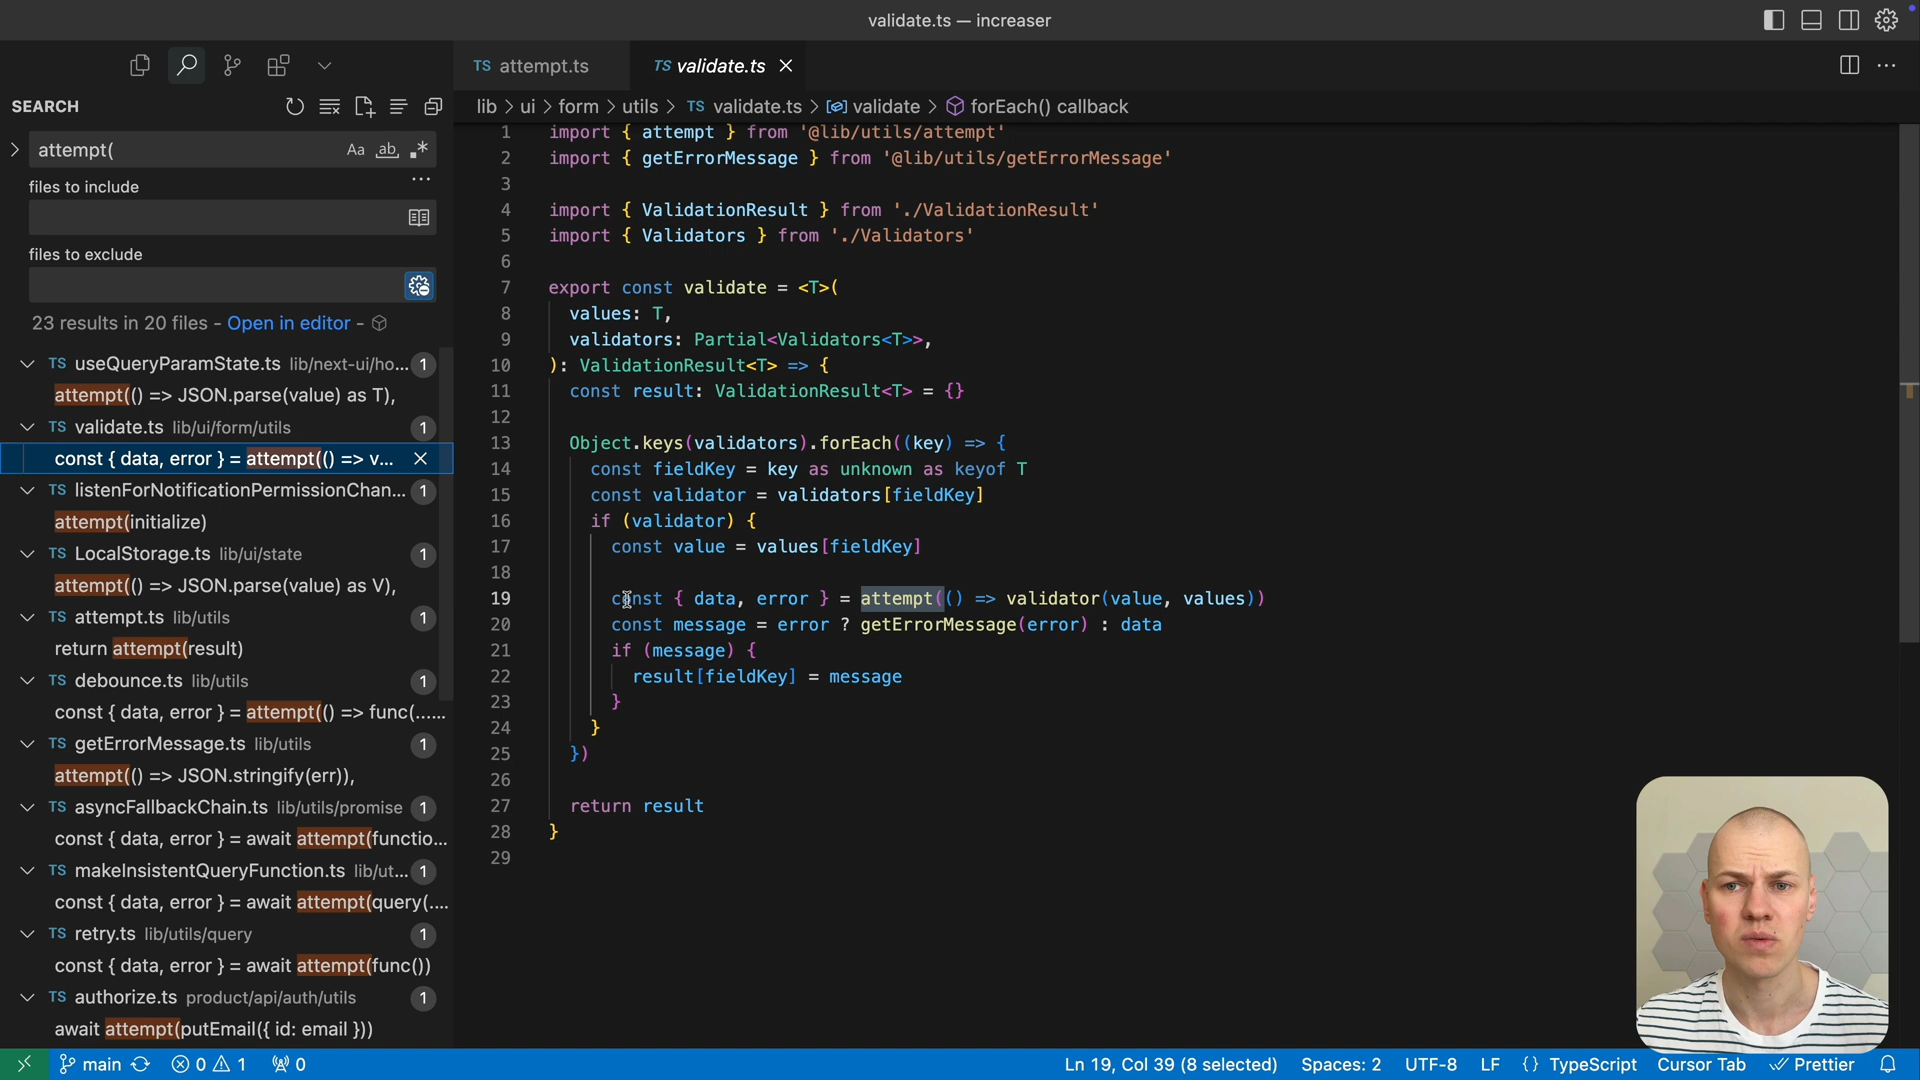 validate.ts — increaser
TS attempt.ts
TS validate.ts
SEARCH
lib > ui > form > utils > TS validate.ts > validate > forEach() callback
attempt(
Aa ab .*
files to include
files to exclude
23 results in 20 files - Open in editor -
TS useQueryParamState.ts lib/next-ui/ho... 1
attempt(() => JSON.parse(value) as T),
TS validate.ts lib/ui/form/utils 1
const { data, error } = attempt(() => v...
TS listenForNotificationPermissionChan... 1
attempt(initialize)
TS LocalStorage.ts lib/ui/state 1
attempt(() => JSON.parse(value) as V),
TS attempt.ts lib/utils 1
return attempt(result)
TS debounce.ts lib/utils 1
const { data, error } = attempt(() => func(......
TS getErrorMessage.ts lib/utils 1
attempt(() => JSON.stringify(err)),
TS asyncFallbackChain.ts lib/utils/promise 1
const { data, error } = await attempt(functio...
TS makeInsistentQueryFunction.ts lib/ut... 1
const { data, error } = await attempt(query(....
TS retry.ts lib/utils/query 1
const { data, error } = await attempt(func())
TS authorize.ts product/api/auth/utils 1
await attempt(putEmail({ id: email }))
1 import { attempt } from '@lib/utils/attempt'
2 import { getErrorMessage } from '@lib/utils/getErrorMessage'
3
4 import { ValidationResult } from './ValidationResult'
5 import { Validators } from './Validators'
6
7 export const validate = <T>(
8 values: T,
9 validators: Partial<Validators<T>>,
10 ): ValidationResult<T> => {
11 const result: ValidationResult<T> = {}
12
13 Object.keys(validators).forEach((key) => {
14 const fieldKey = key as unknown as keyof T
15 const validator = validators[fieldKey]
16 if (validator) {
17 const value = values[fieldKey]
18
19 const { data, error } = attempt(() => validator(value, values))
20 const message = error ? getErrorMessage(error) : data
21 if (message) {
22 result[fieldKey] = message
23 }
24 }
25 })
26
27 return result
28 }
29
main 0 1 0
Ln 19, Col 39 (8 selected) Spaces: 2 UTF-8 LF {} TypeScript Cursor Tab Prettier